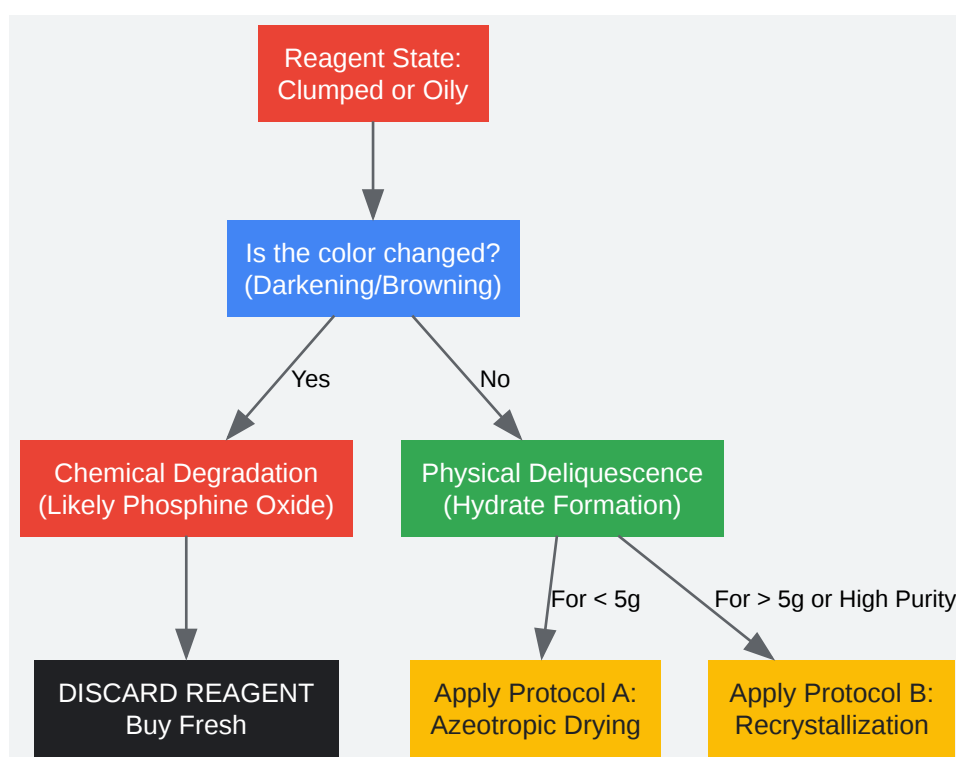 Reagent State:
Clumped or Oily
Is the color changed?
(Darkening/Browning)
Yes
No
Chemical Degradation
(Likely Phosphine Oxide)
Physical Deliquescence
(Hydrate Formation)
For < 5g
For > 5g or High Purity
DISCARD REAGENT
Buy Fresh
Apply Protocol A:
Azeotropic Drying
Apply Protocol B:
Recrystallization